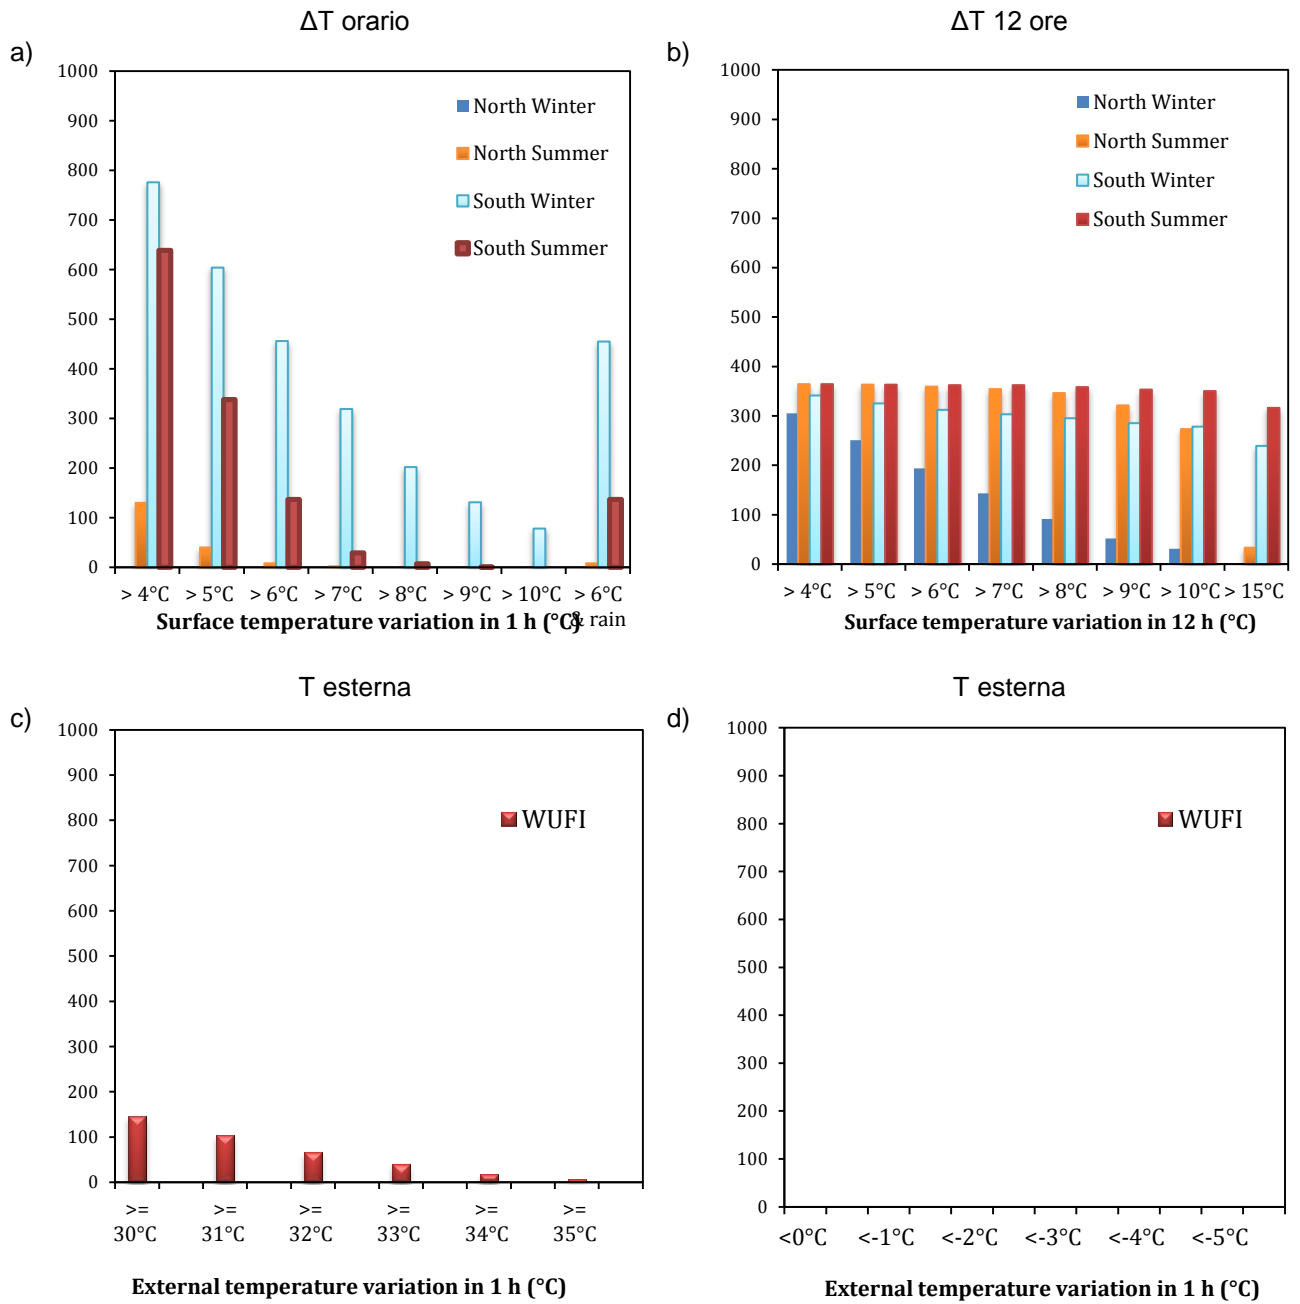 ΔT orario
a)
1000
900
800
700
600
500
400
300
200
100
0
North Winter
North Summer
South Winter
South Summer
> 4°C > 5°C > 6°C > 7°C > 8°C > 9°C > 10°C > 6°C
& rain
Surface temperature variation in 1 h (°C)
ΔT 12 ore
b)
1000
900
800
700
600
500
400
300
200
100
0
North Winter
North Summer
South Winter
South Summer
> 4°C > 5°C > 6°C > 7°C > 8°C > 9°C > 10°C > 15°C
Surface temperature variation in 12 h (°C)
T esterna
c)
1000
900
800
700
600
500
400
300
200
100
0
WUFI
>= >= >= >= >= >=
30°C 31°C 32°C 33°C 34°C 35°C
External temperature variation in 1 h (°C)
T esterna
d)
1000
900
800
700
600
500
400
300
200
100
0
WUFI
<0°C <-1°C <-2°C <-3°C <-4°C <-5°C
External temperature variation in 1 h (°C)